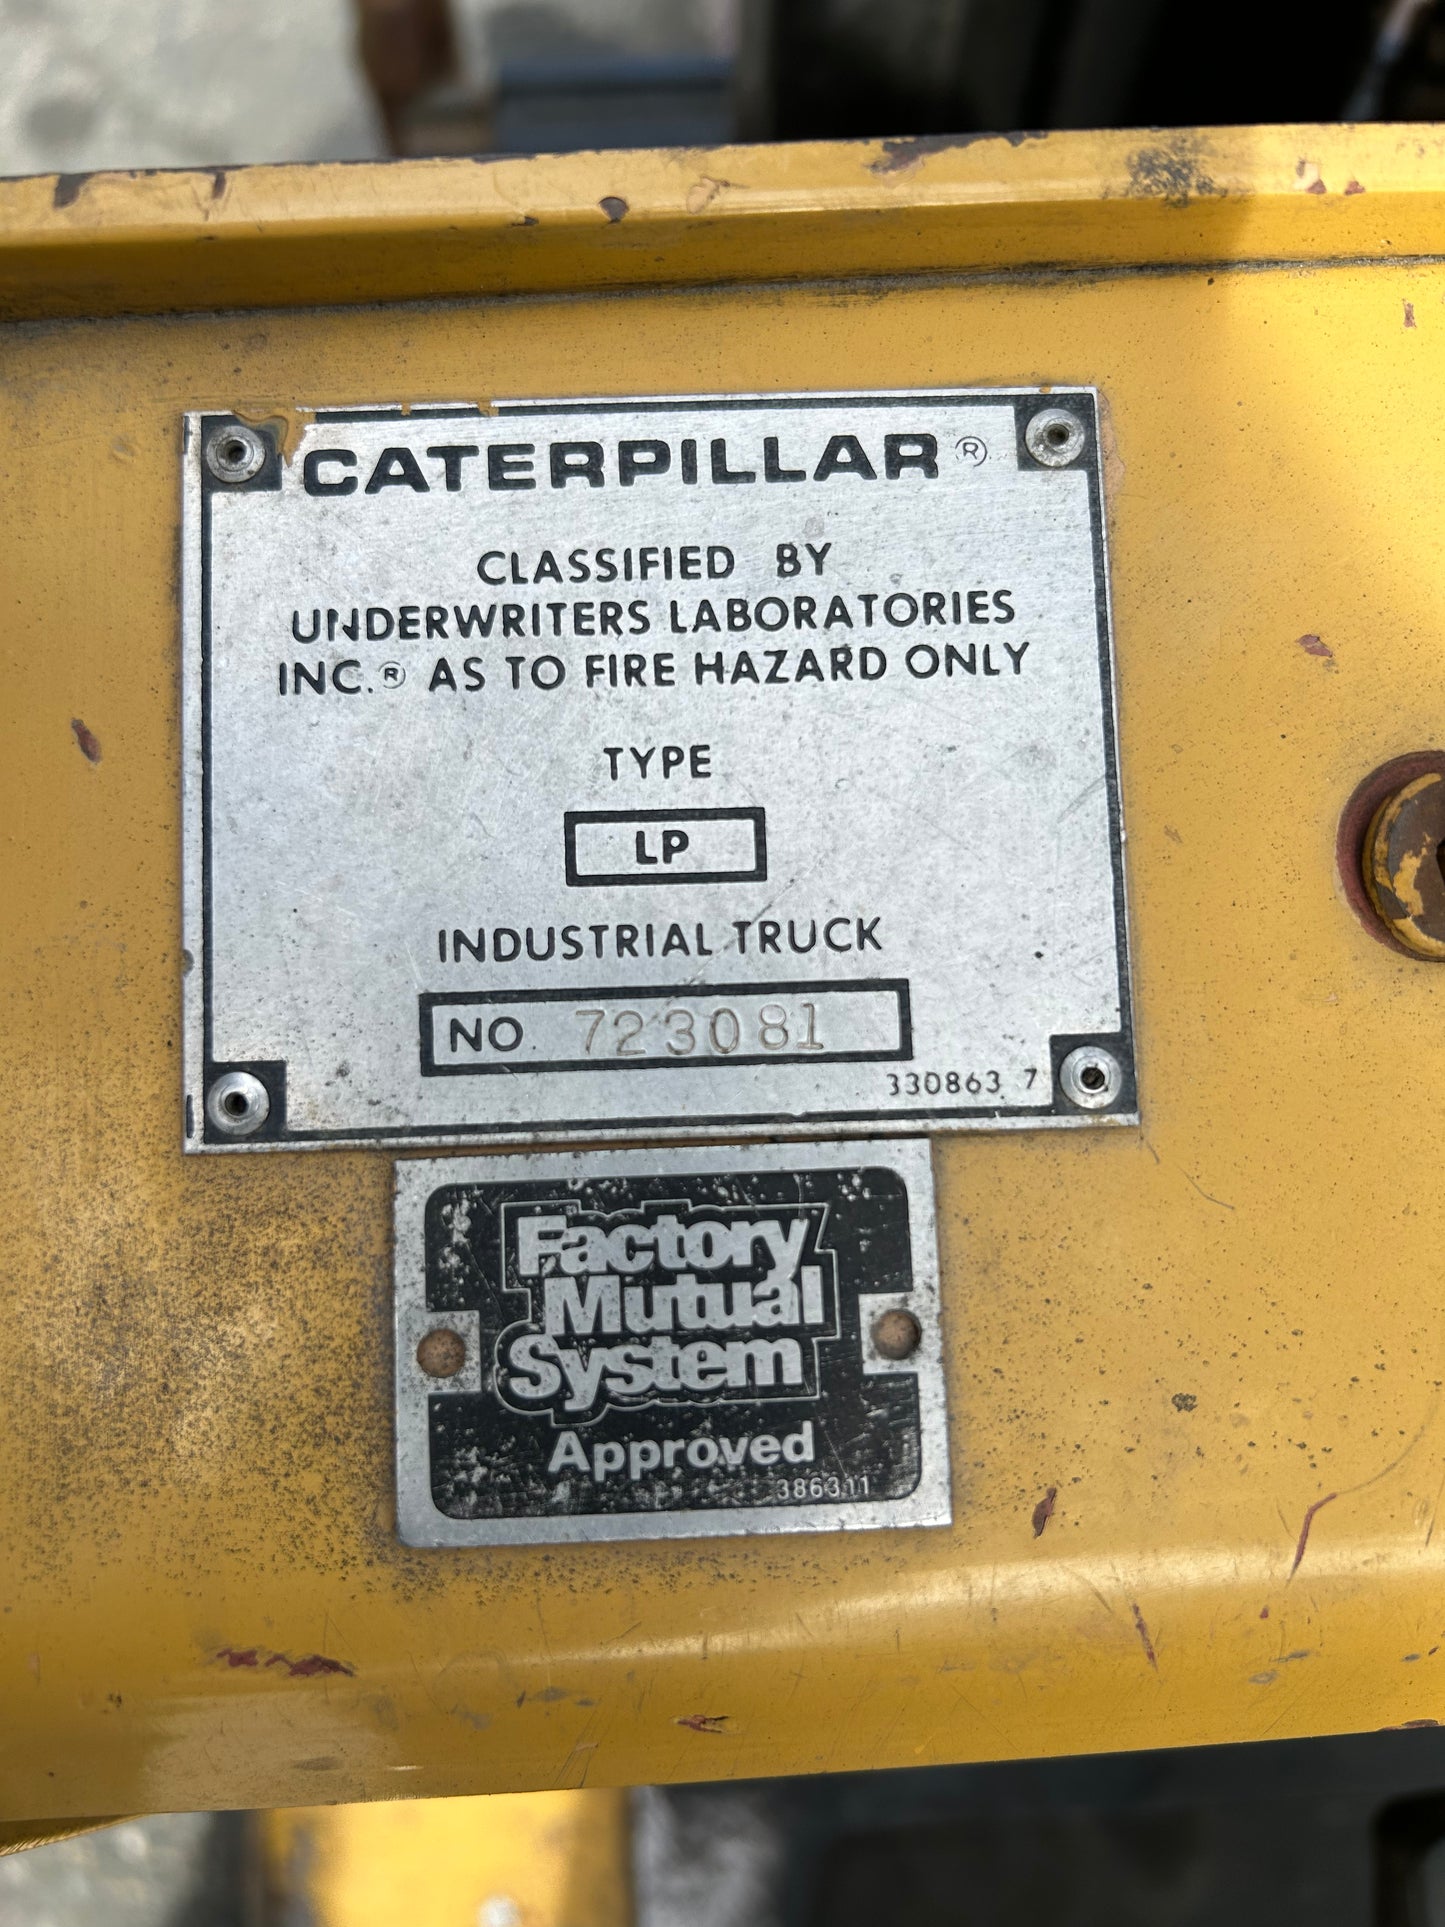 CATERPILLAR®
CLASSIFIED BY
UNDERWRITERS LABORATORIES
INC.® AS TO FIRE HAZARD ONLY
TYPE
LP
INDUSTRIAL TRUCK
NO. 723081
330863 7
Factory
Mutual
System
Approved
386311